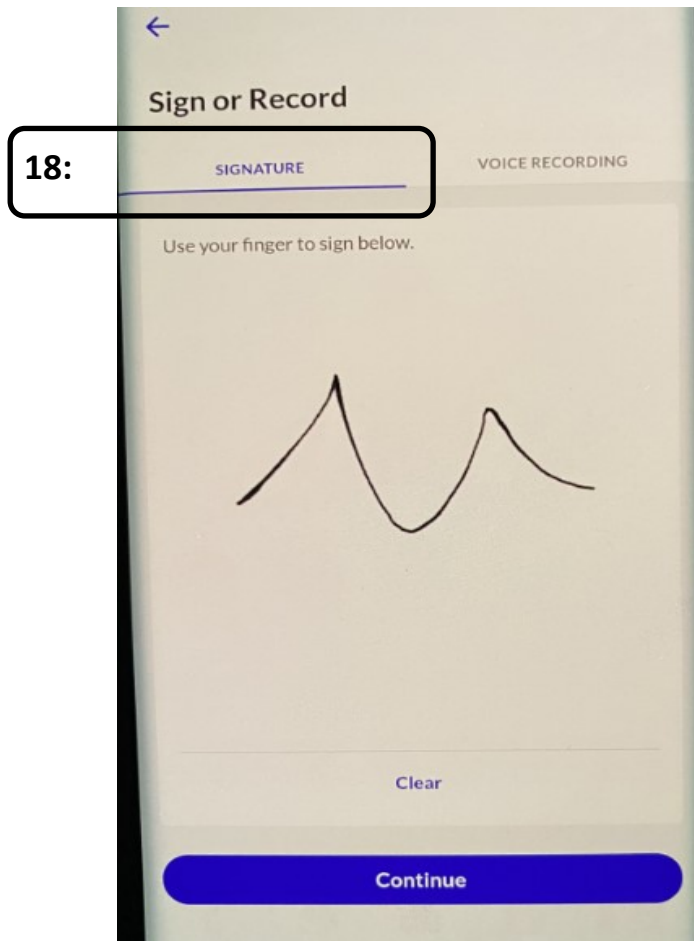 Sign or Record
18:
SIGNATURE
VOICE RECORDING
Use your finger to sign below.
Clear
Continue